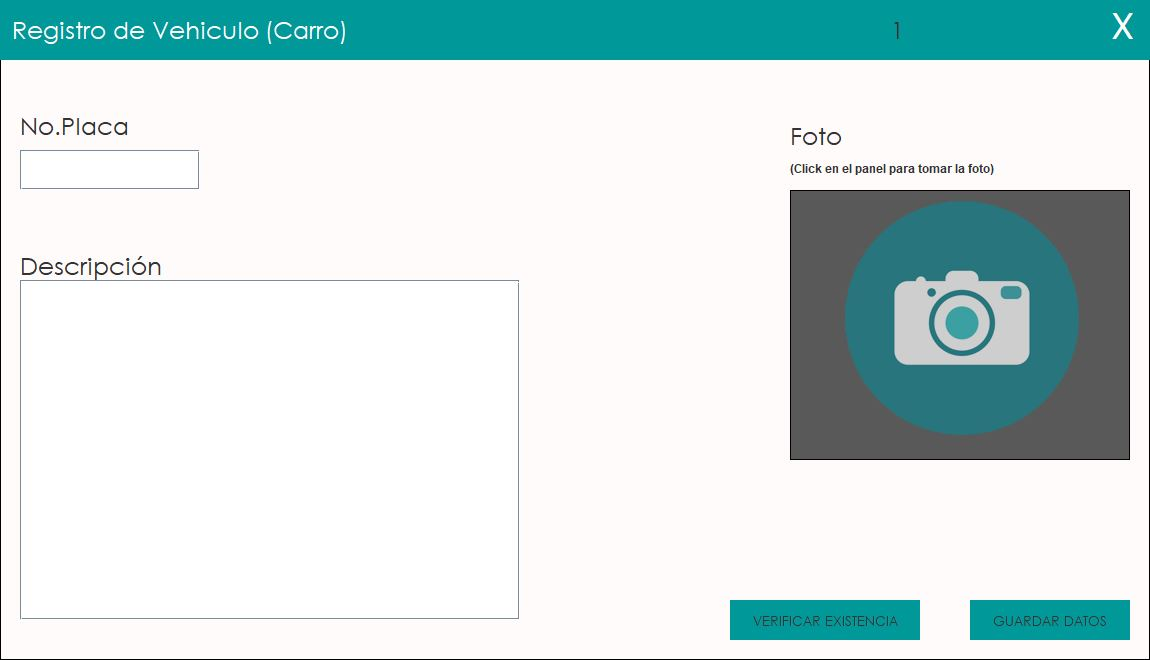 Registro de Vehiculo (Carro)
1
X
No.Placa
Foto
(Click en el panel para tomar la foto)
Descripción
VERIFICAR EXISTENCIA
GUARDAR DATOS